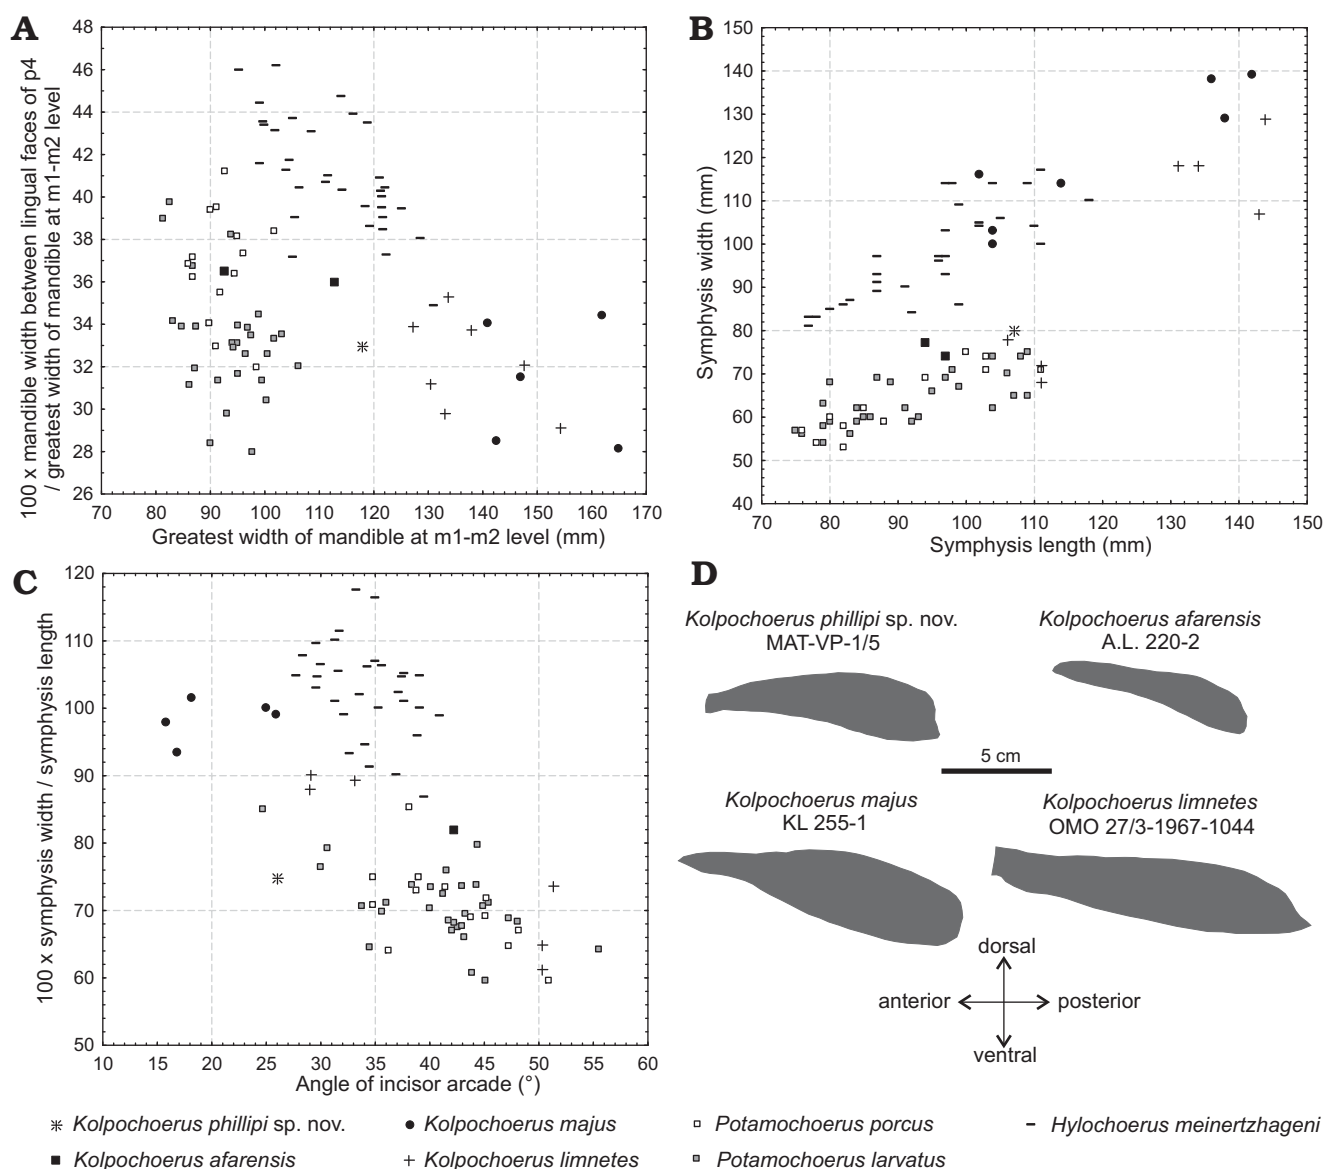 A
100 x mandible width between lingual faces of p4
/ greatest width of mandible at m1-m2 level
48
46
44
42
40
38
36
34
32
30
28
26
70 80 90 100 110 120 130 140 150 160 170
Greatest width of mandible at m1-m2 level (mm)
B
Symphysis width (mm)
150
140
130
120
110
100
90
80
70
60
50
40
70 80 90 100 110 120 130 140 150
Symphysis length (mm)
C
100 x symphysis width / symphysis length
120
110
100
90
80
70
60
50
10 15 20 25 30 35 40 45 50 55 60
Angle of incisor arcade (°)
D
Kolpochoerus phillipi sp. nov.
MAT-VP-1/5
Kolpochoerus afarensis
A.L. 220-2
5 cm
Kolpochoerus majus
KL 255-1
Kolpochoerus limnetes
OMO 27/3-1967-1044
dorsal
anterior posterior
ventral
Kolpochoerus phillipi sp. nov.
Kolpochoerus majus
Potamochoerus porcus
Hylochoerus meinertzhageni
Kolpochoerus afarensis
Kolpochoerus limnetes
Potamochoerus larvatus